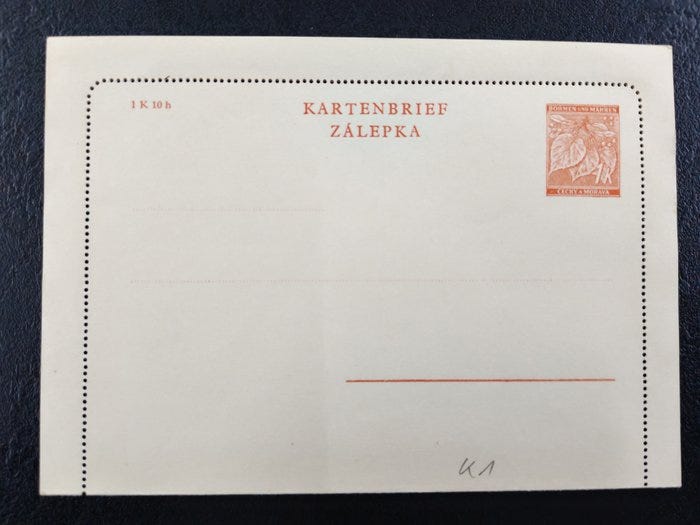 1 K 10 h
KARTENBRIEF
ZÁLEPKA
BÖHMEN UND MÄHREN
ČECHY A MORAVA
K1